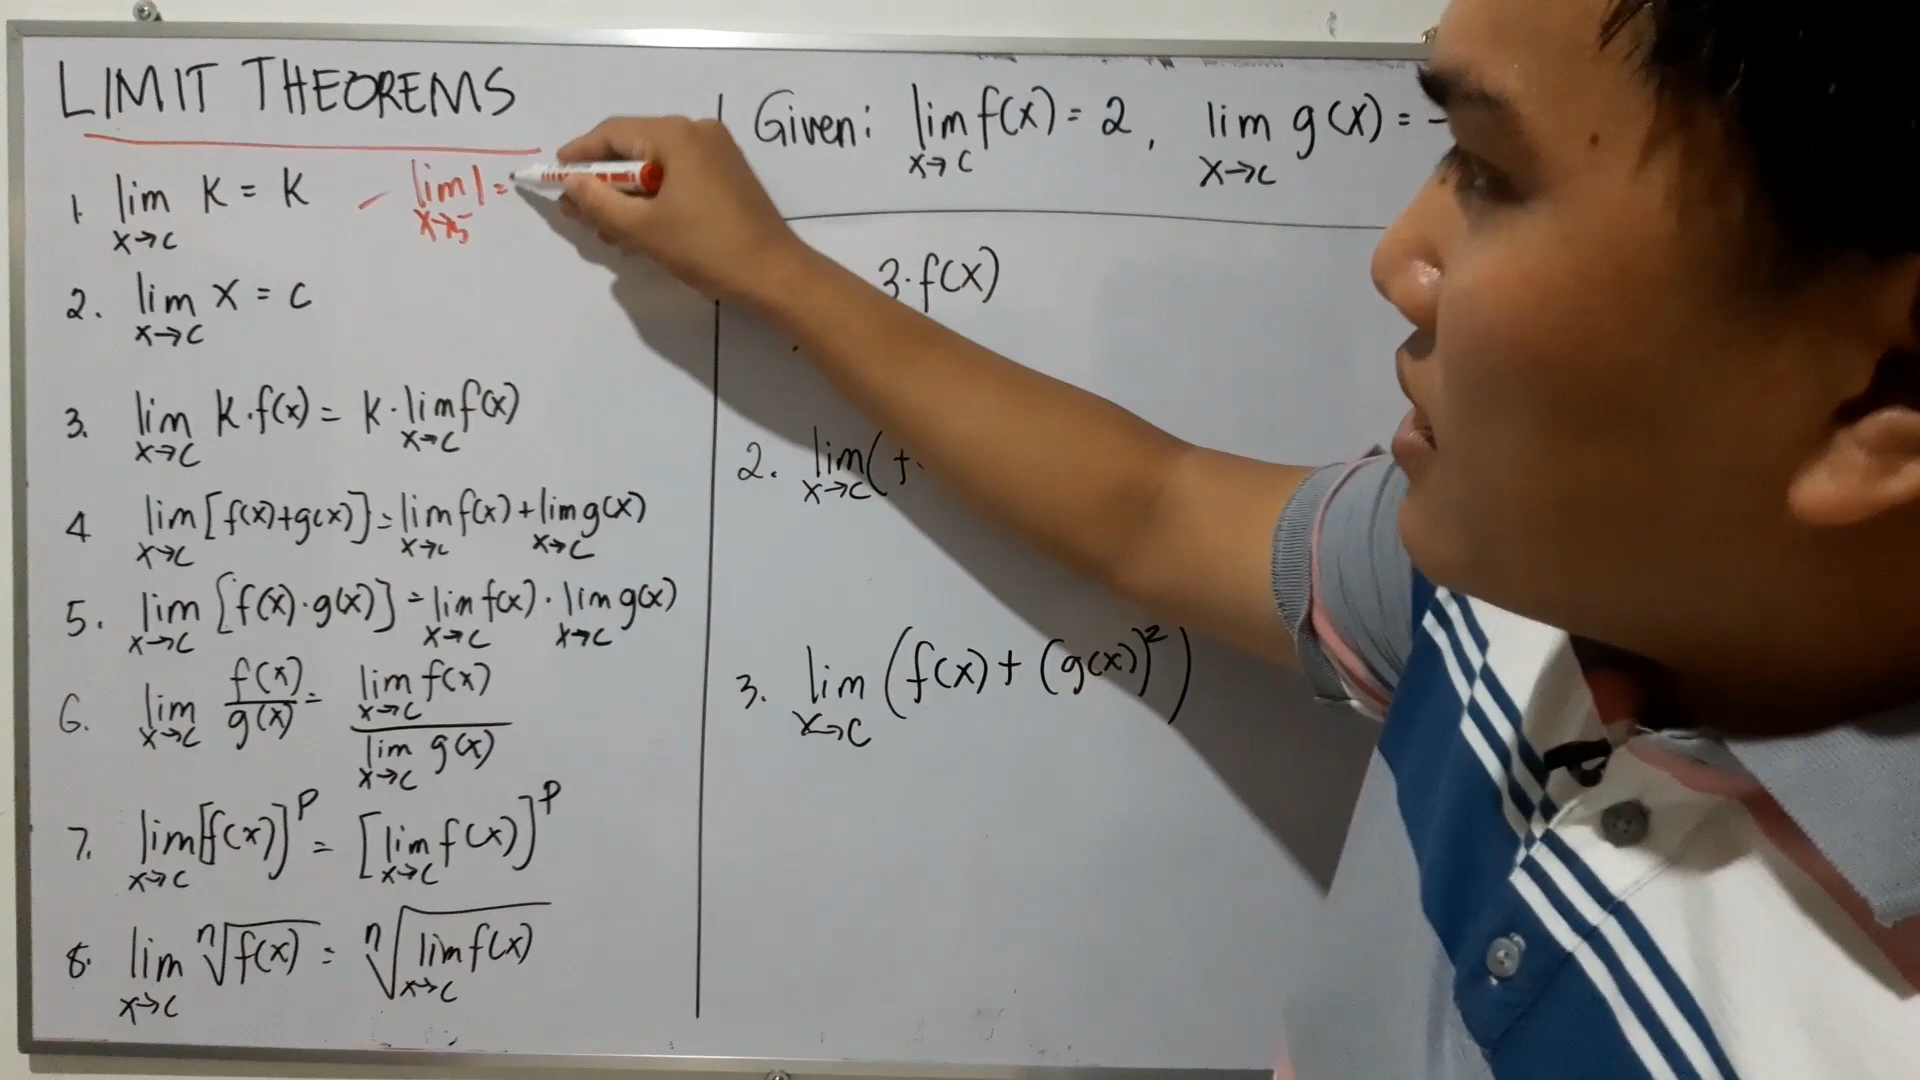 LIMIT THEOREMS
1. lim K = K
x→c
lim 1 =
x→5
2. lim x = c
x→c
3. lim K·f(x) = K·lim f(x)
x→c x→c
4 lim [f(x)+g(x)] = lim f(x) + lim g(x)
x→c x→c x→c
5. lim [f(x)·g(x)] = lim f(x) · lim g(x)
x→c x→c x→c
6. lim f(x)/g(x) = lim f(x) / lim g(x)
x→c x→c x→c
7. lim [f(x)]^P = [lim f(x)]^P
x→c x→c
8. lim ⁿ√f(x) = ⁿ√lim f(x)
x→c x→c
Given: lim f(x) = 2, lim g(x) = -
x→c x→c
3·f(x)
2. lim (
x→c
3. lim (f(x) + (g(x))²)
x→c